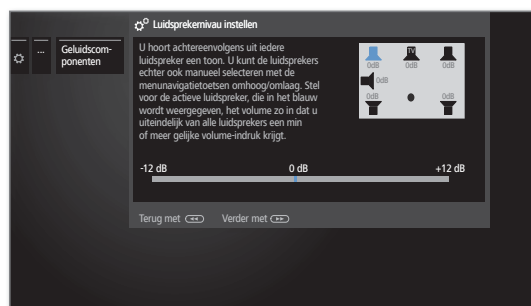 Luidsprekernivau instellen
...
Geluidscom-
ponenten
U hoort achtereenvolgens uit iedere
luidspreker een toon. U kunt de luidsprekers
echter ook manueel selecteren met de
menunavigatietoetsen omhoog/omlaag. Stel
voor de actieve luidspreker, die in het blauw
wordt weergegeven, het volume zo in dat u
uiteindelijk van alle luidsprekers een min
of meer gelijke volume-indruk krijgt.
TV
0dB 0dB 0dB
0dB
0dB 0dB
-12 dB 0 dB +12 dB
Terug met Verder met